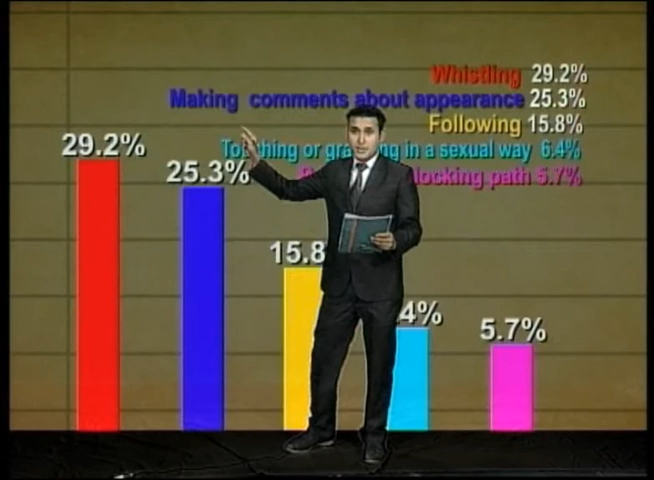 Whistling 29.2%
Making comments about appearance 25.3%
Following 15.8%
in a sexual way 6.4%
path 5.7%
29.2%
25.3%
15.8
4%
5.7%